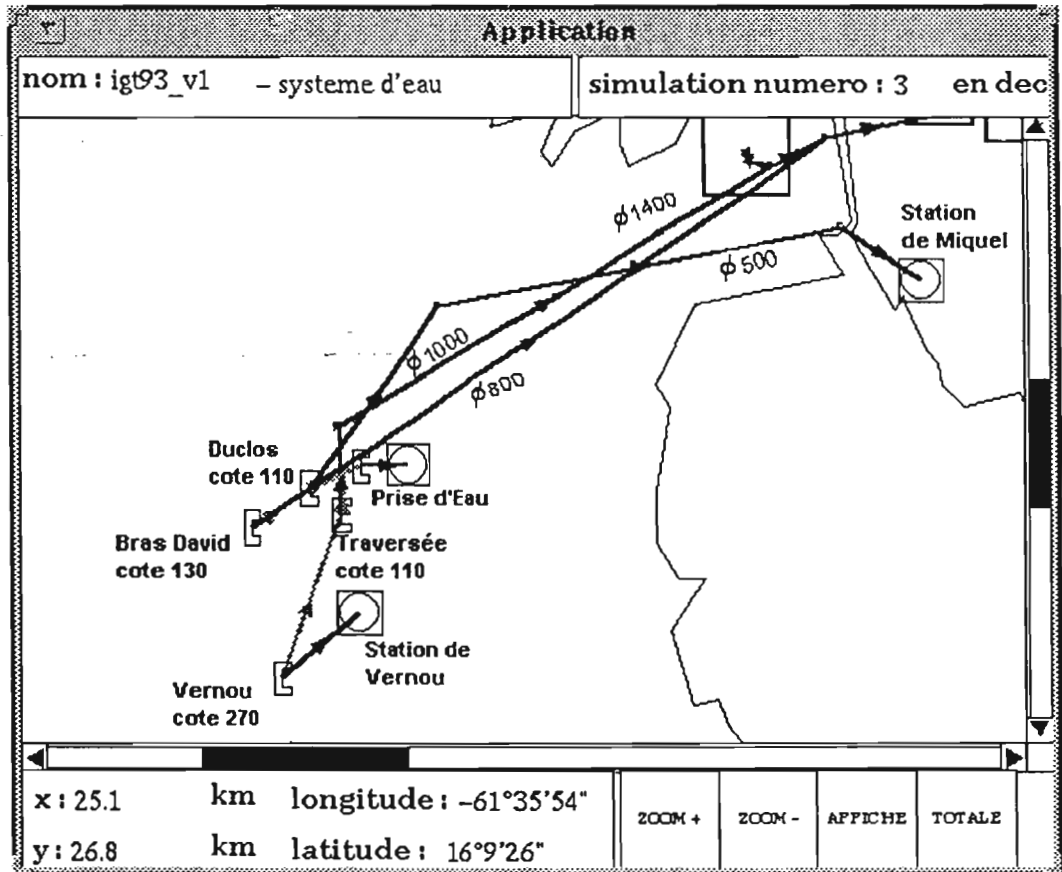 Application
nom : igt93_v1 – systeme d'eau
simulation numero : 3 en dec
ϕ1400
Station
de Miquel
ϕ500
ϕ1000
ϕ800
Duclos
cote 110
Prise d'Eau
Bras David
cote 130
Traversée
cote 110
Station de
Vernou
Vernou
cote 270
x : 25.1 km longitude : –61°35'54"
y : 26.8 km latitude : 16°9'26"
ZOOM +
ZOOM -
AFFICHE
TOTALE